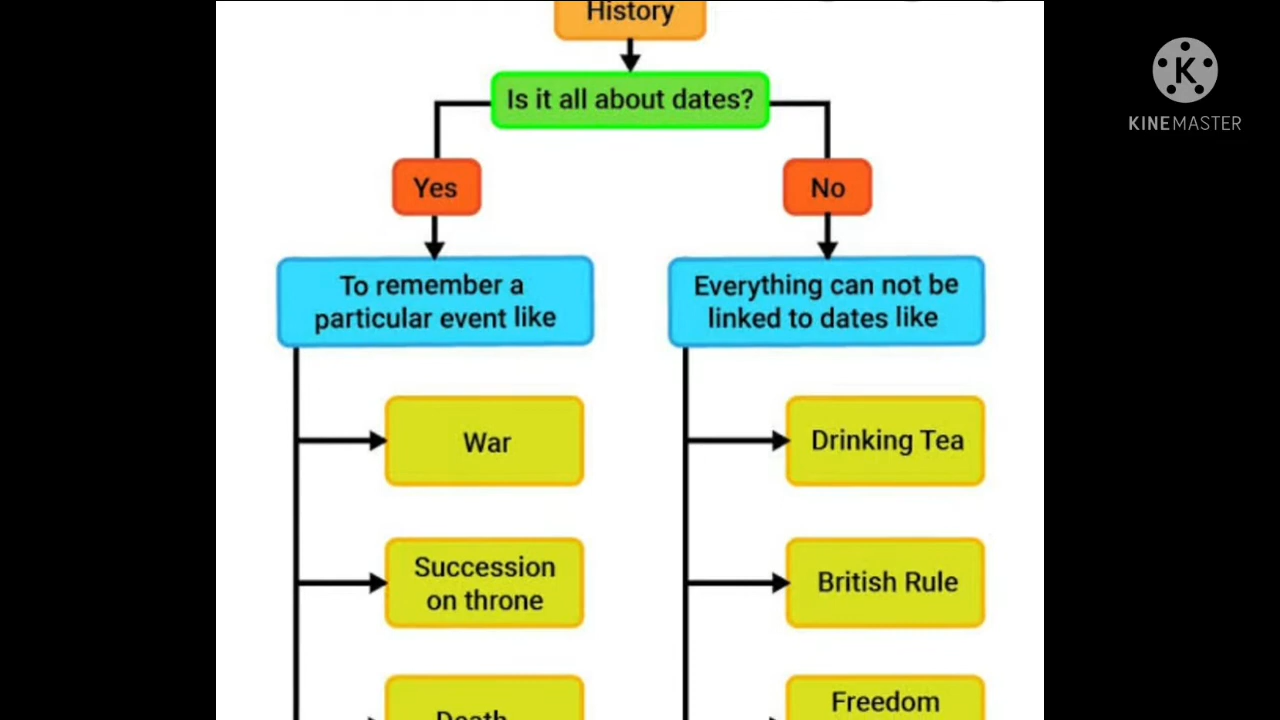 History
Is it all about dates?
Yes
No
To remember a
particular event like
Everything can not be
linked to dates like
War
Drinking Tea
Succession
on throne
British Rule
Death
Freedom
K
KINEMASTER